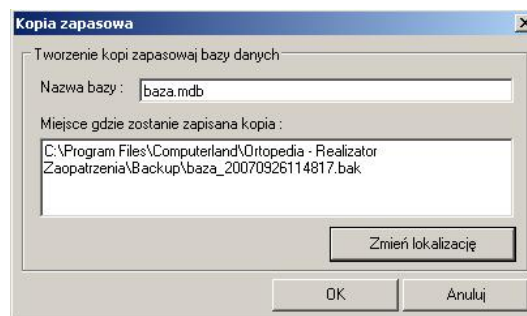 Kopia zapasowa
Tworzenie kopi zapasowaj bazy danych
Nazwa bazy :
baza.mdb
Miejsce gdzie zostanie zapisana kopia :
C:\Program Files\Computerland\Ortopedia - Realizator
Zaopatrzenia\Backup\baza_20070926114817.bak
Zmień lokalizację
OK
Anuluj